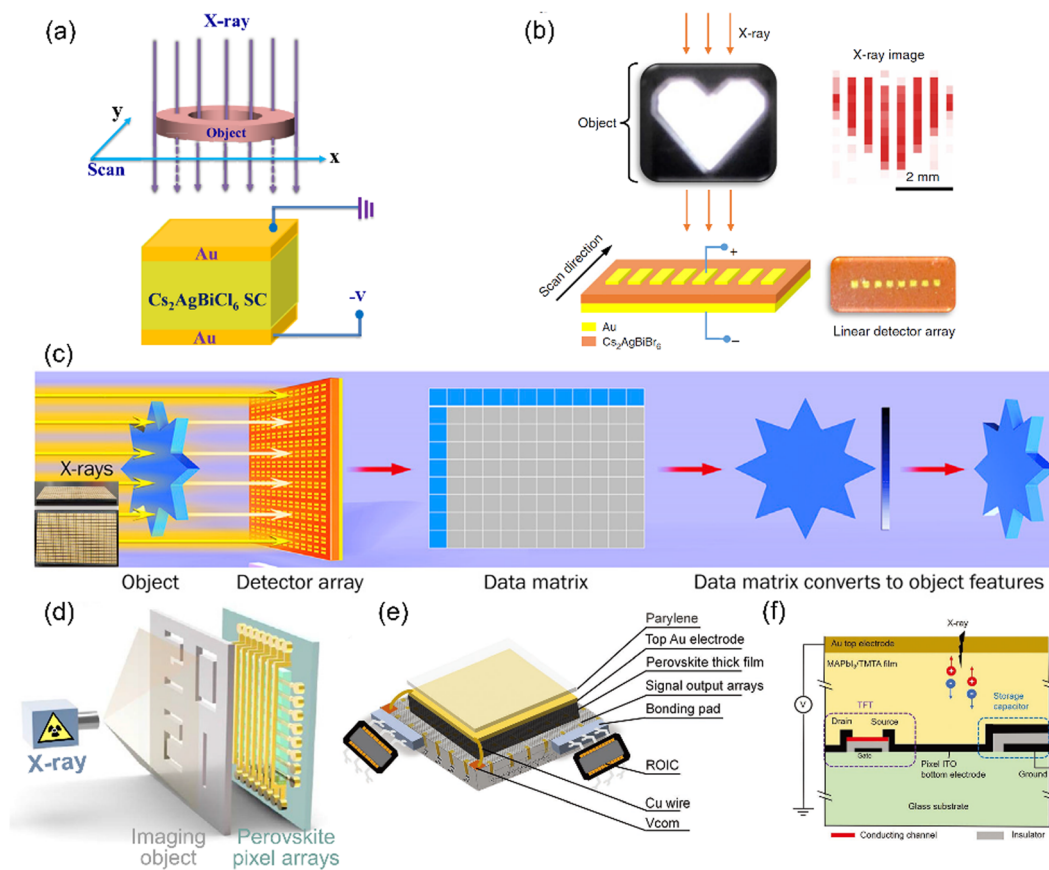 (a)
X-ray
y
Object
x
Scan
Au
Cs₂AgBiCl₆ SC
-V
Au
(b)
X-ray
X-ray image
Object
2 mm
Scan direction
+
−
Au
Cs₂AgBiBr₆
Linear detector array
(c)
X-rays
Object
Detector array
Data matrix
Data matrix converts to object features
(d)
X-ray
Imaging
object
Perovskite
pixel arrays
(e)
Parylene
Top Au electrode
Perovskite thick film
Signal output arrays
Bonding pad
ROIC
Cu wire
Vcom
(f)
X-ray
Au top electrode
MAPbI₃/TMTA film
Storage
capacitor
TFT
Drain
Source
Gate
V
Pixel ITO
bottom electrode
Ground
Glass substrate
Conducting channel
Insulator